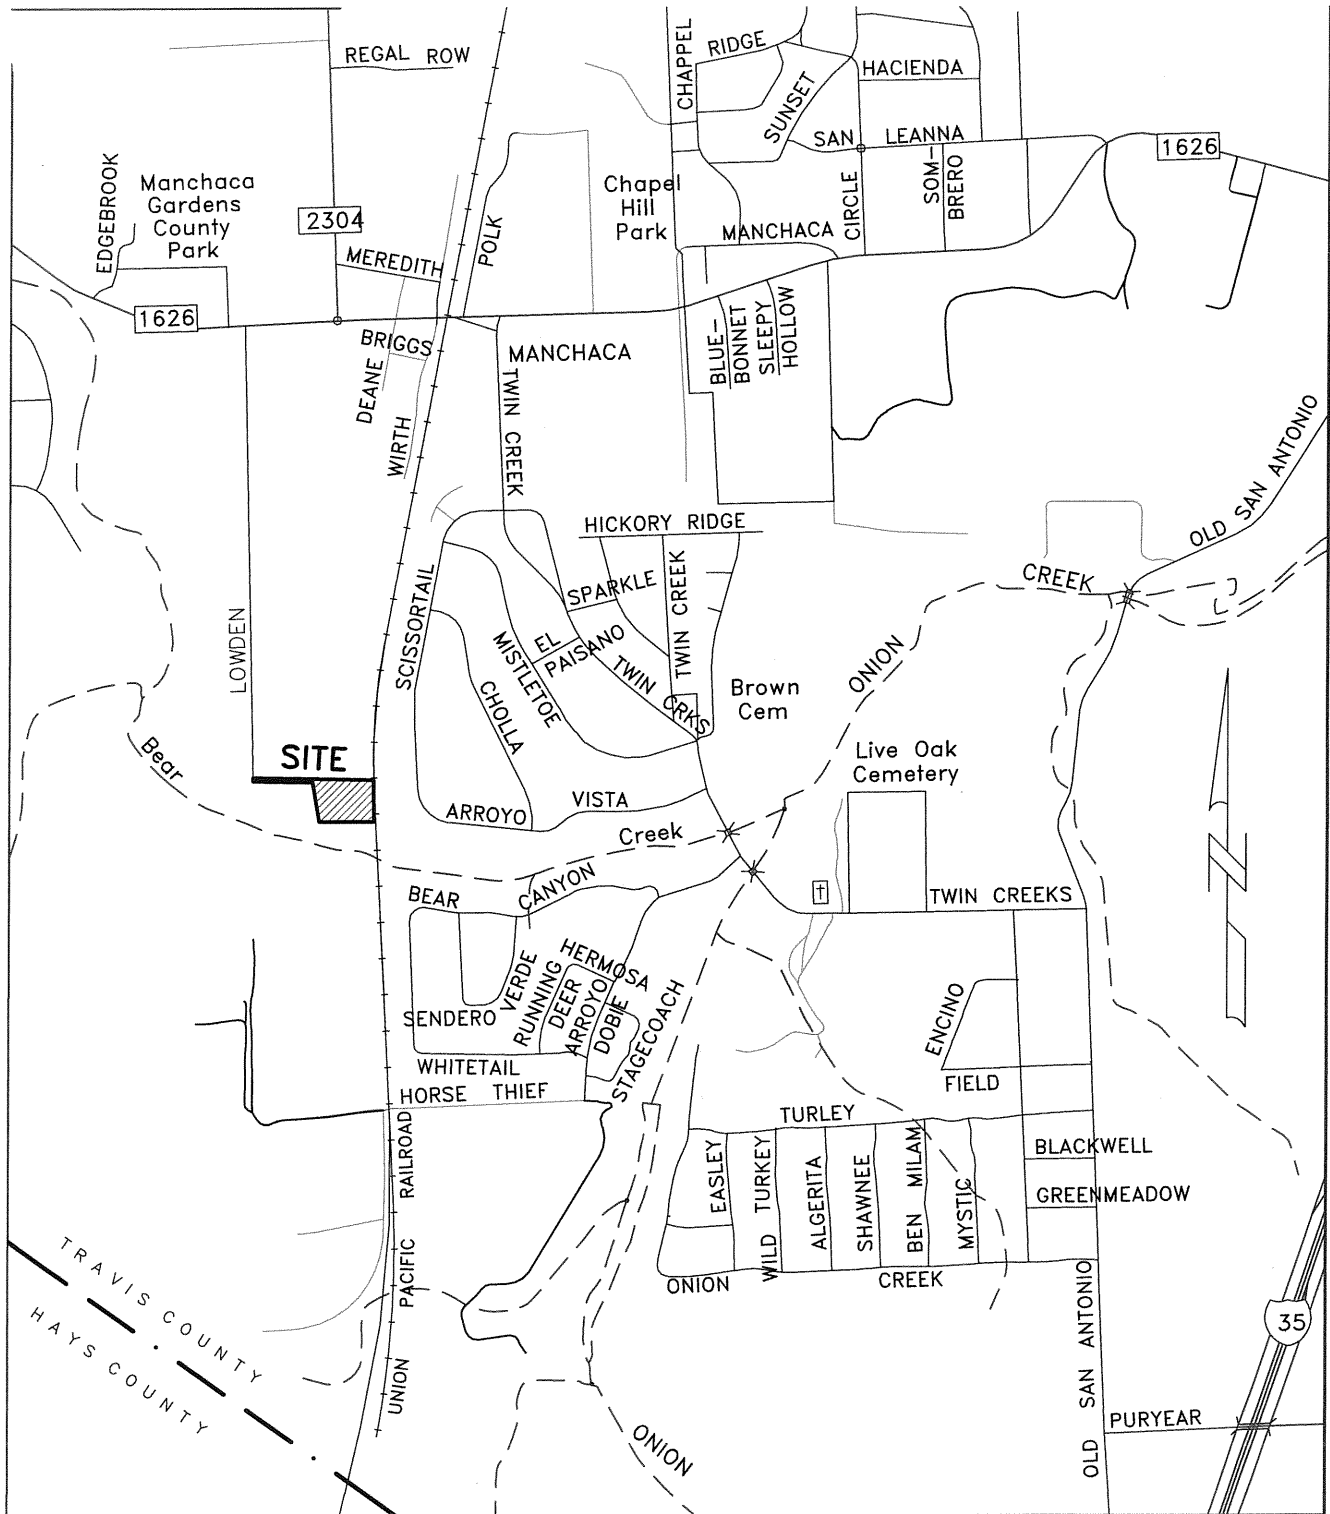 REGAL ROW
CHAPPEL
RIDGE
HACIENDA
SUNSET
SAN LEANNA
1626
EDGEBROOK
Manchaca
Gardens
County
Park
2304
POLK
Chapel
Hill
Park
CIRCLE
SOM-
BRERO
MANCHACA
MEREDITH
1626
BRIGGS
DEANE
WIRTH
MANCHACA
TWIN CREEK
BLUE-
BONNET
SLEEPY
HOLLOW
OLD SAN ANTONIO
HICKORY RIDGE
SPARKLE
TWIN CREEK
CREEK
ONION
LOWDEN
SCISSORTAIL
MISTLETOE
EL
PAISANO
TWIN CRKS
CHOLLA
Brown
Cem
Bear
SITE
Live Oak
Cemetery
ARROYO VISTA
Creek
BEAR CANYON
TWIN CREEKS
HERMOSA
VERDE
RUNNING
DEER
ARROYO
DOBIE
SENDERO
STAGECOACH
ENCINO
WHITETAIL
FIELD
HORSE THIEF
TURLEY
BLACKWELL
GREENMEADOW
EASLEY
WILD TURKEY
ALGERITA
SHAWNEE
BEN MILAM
MYSTIC
ONION CREEK
UNION PACIFIC RAILROAD
TRAVIS COUNTY
HAYS COUNTY
OLD SAN ANTONIO
35
PURYEAR
ONION
N